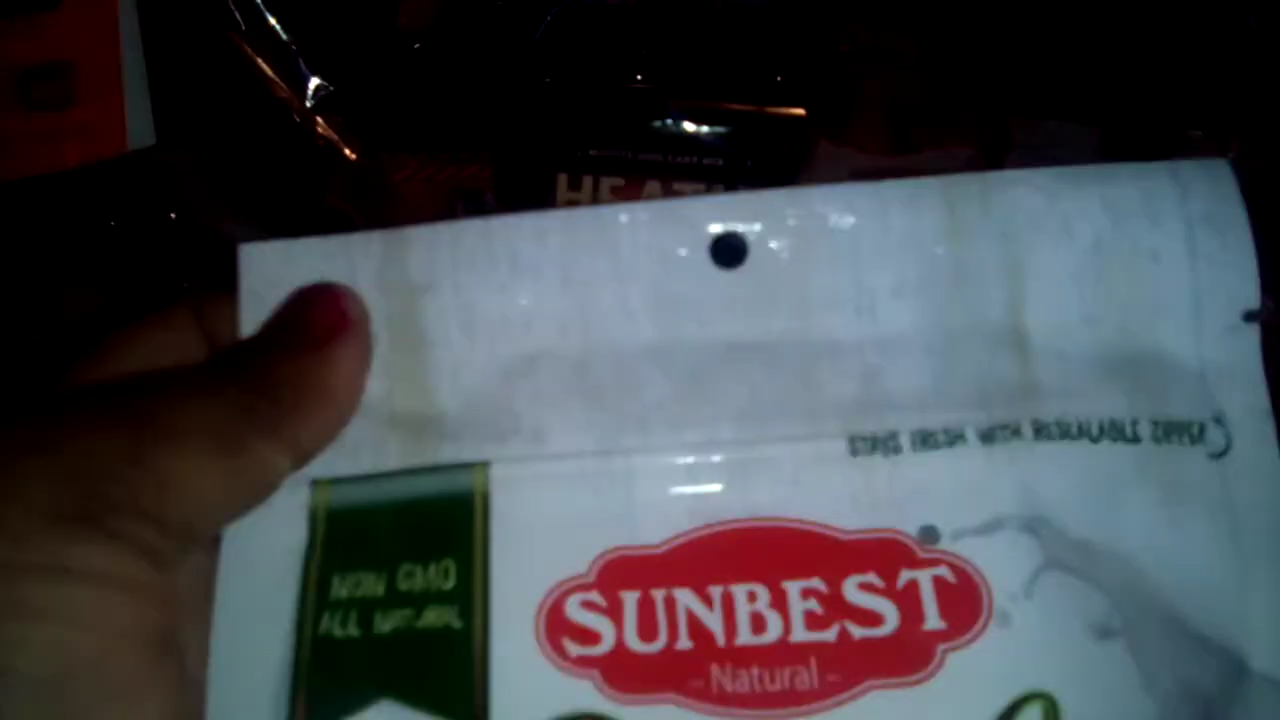 STAYS FRESH WITH RESEALABLE ZIPPER
NON GMO
ALL NATURAL
SUNBEST
- Natural -